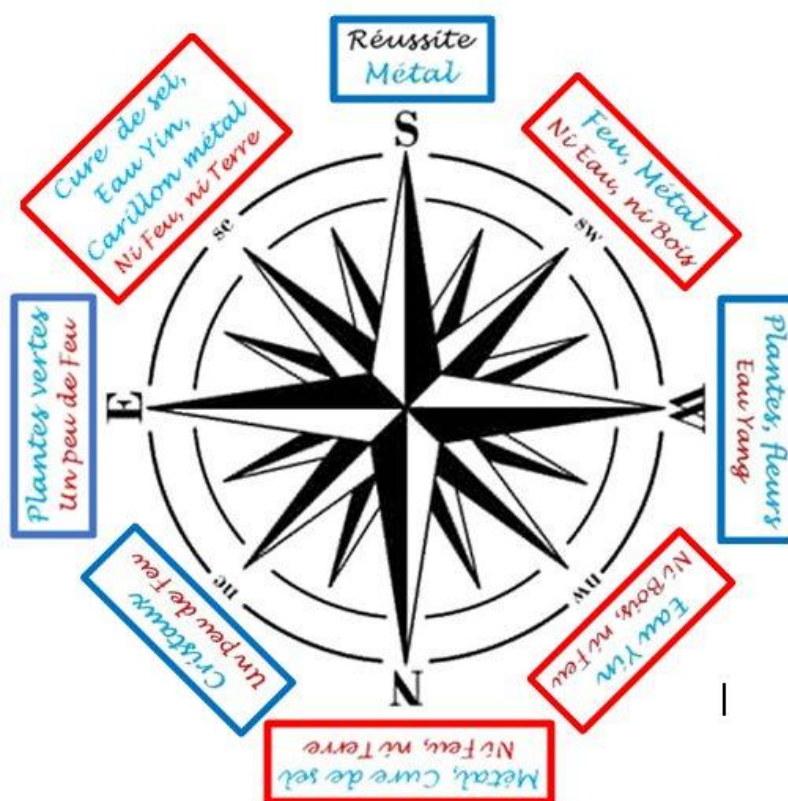 Réussite
Métal
S
Cure de sel,
Eau Yin,
Carillon métal
Ni Feu, ni Terre
se
Feu, Métal
Ni Eau, ni Bois
sw
Plantes vertes
Un peu de Feu
E
W
Plantes, fleurs
Eau Yang
ne
Un peu de Feu
Cristaux
nw
Eau Yin
Ni Bois, ni Feu
N
Métal, Cure de sel
Ni Feu, ni Terre